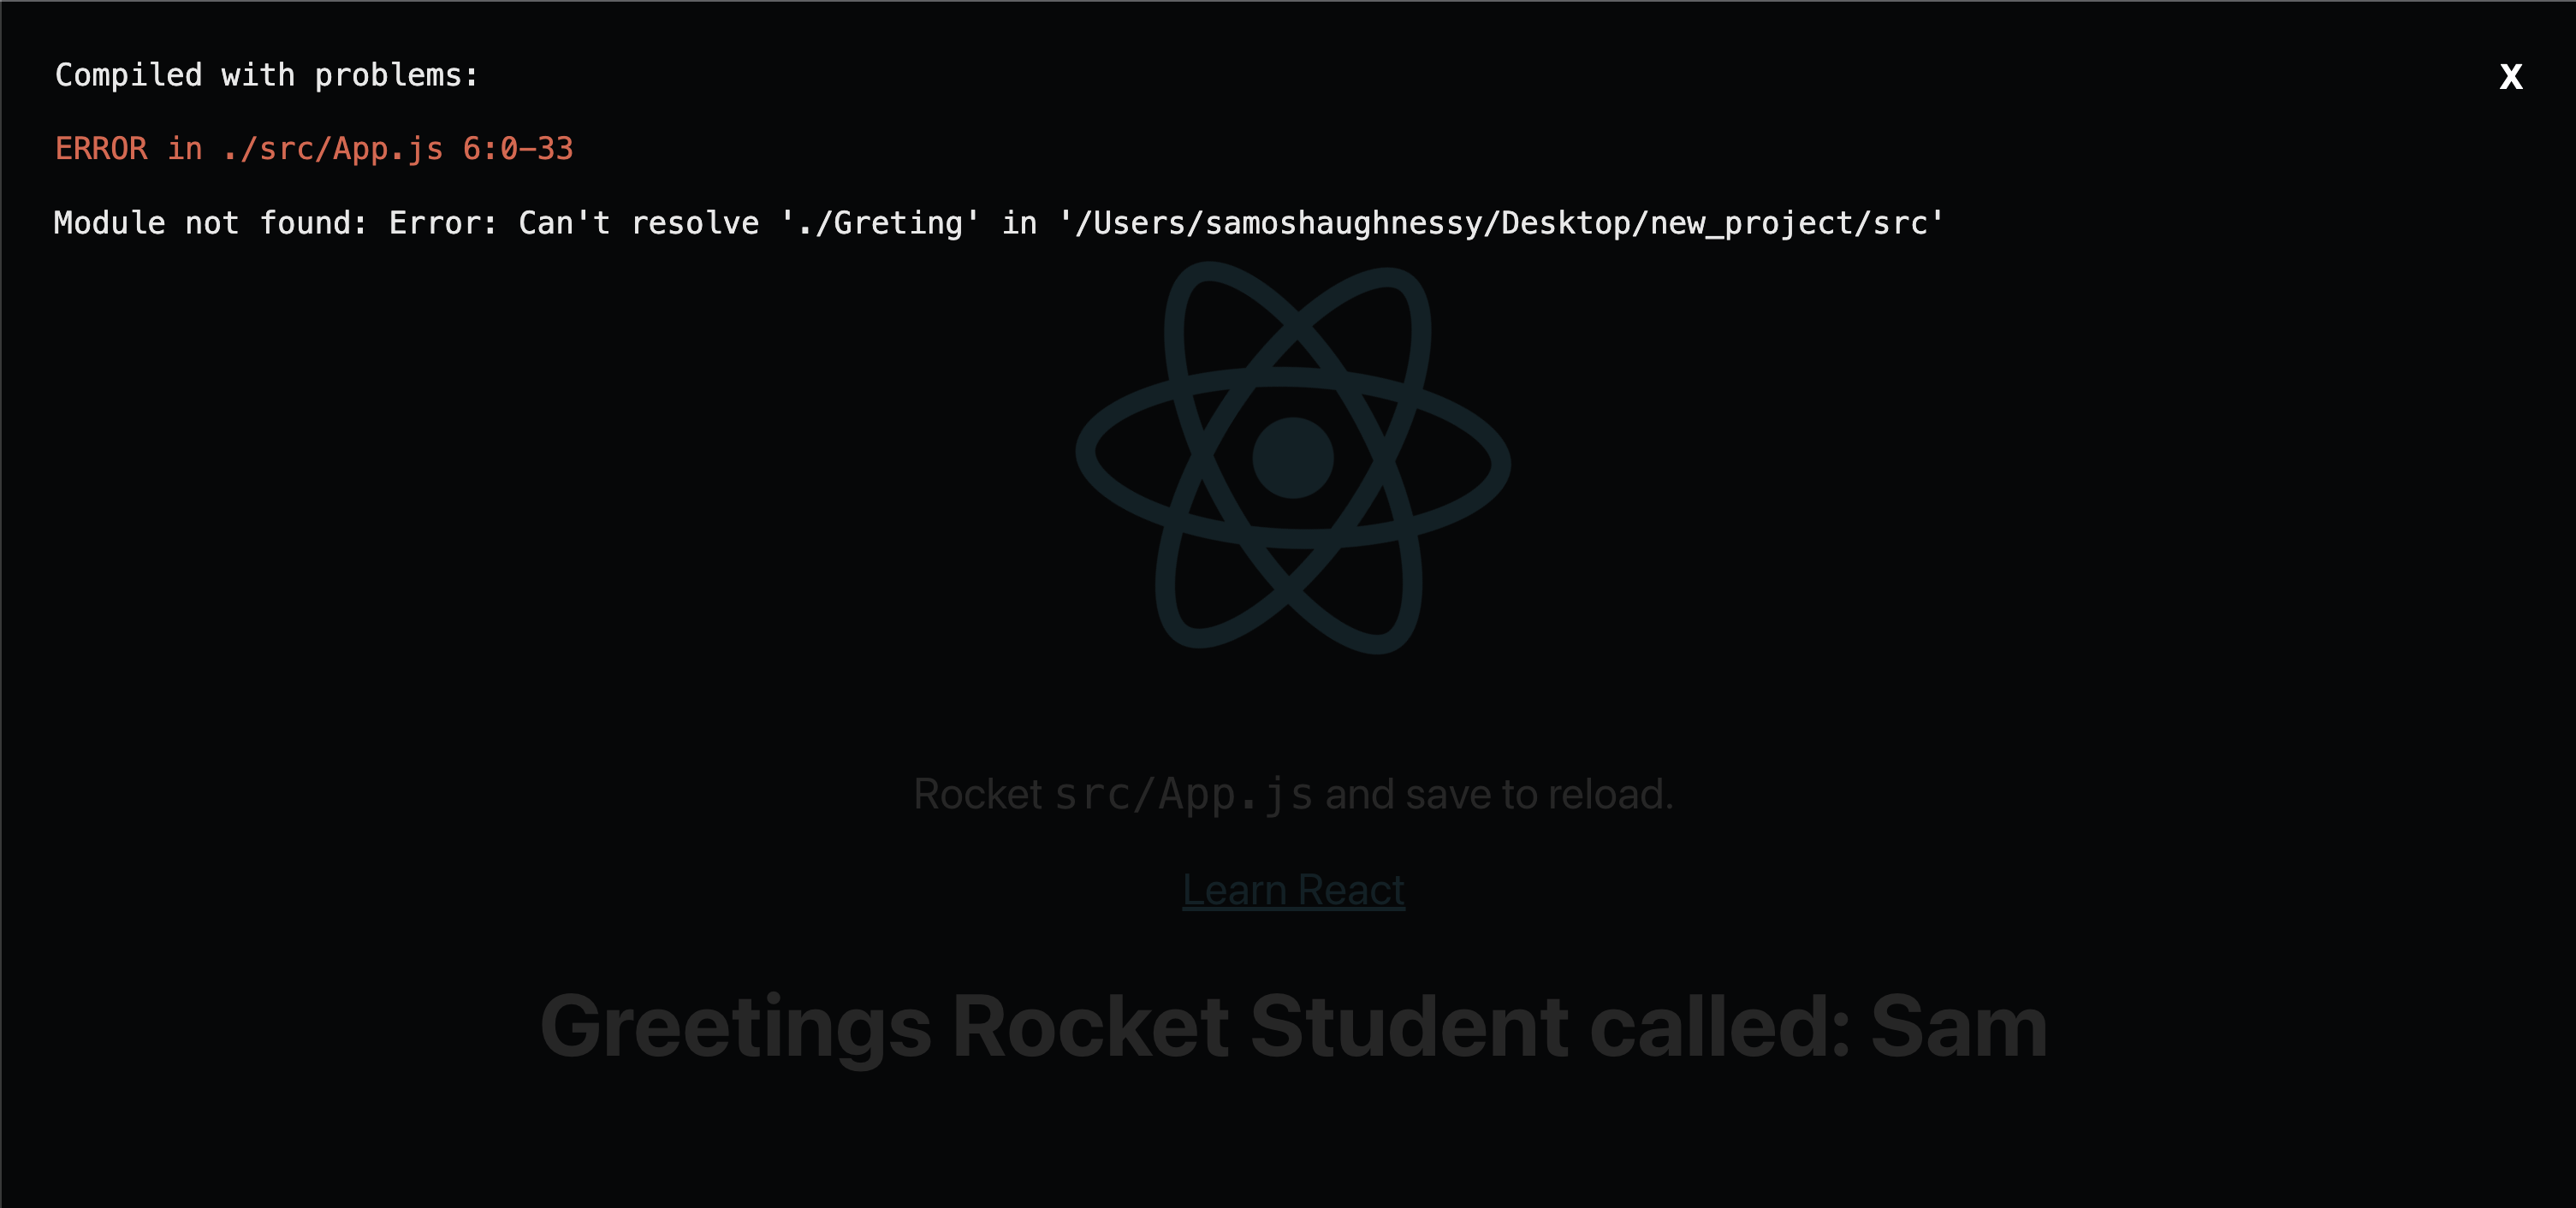 Compiled with problems:
X
ERROR in ./src/App.js 6:0-33
Module not found: Error: Can't resolve './Greting' in '/Users/samoshaughnessy/Desktop/new_project/src'
Rocket src/App.js and save to reload.
Learn React
Greetings Rocket Student called: Sam